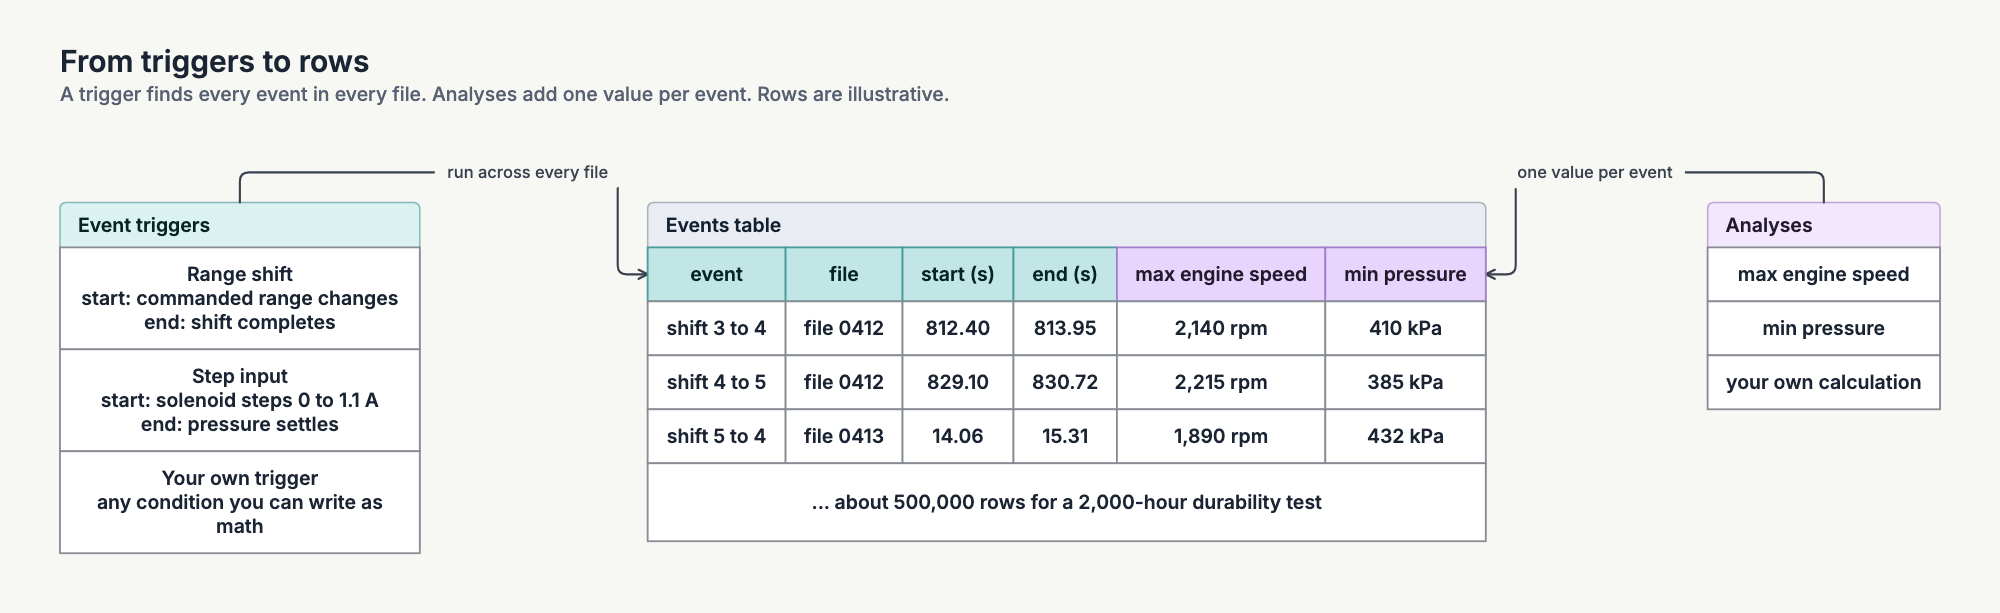 From triggers to rows
A trigger finds every event in every file. Analyses add one value per event. Rows are illustrative.
run across every file
one value per event
Event triggers
Range shift
start: commanded range changes
end: shift completes
Step input
start: solenoid steps 0 to 1.1 A
end: pressure settles
Your own trigger
any condition you can write as
math
Events table
event file start (s) end (s) max engine speed min pressure
shift 3 to 4 file 0412 812.40 813.95 2,140 rpm 410 kPa
shift 4 to 5 file 0412 829.10 830.72 2,215 rpm 385 kPa
shift 5 to 4 file 0413 14.06 15.31 1,890 rpm 432 kPa
... about 500,000 rows for a 2,000-hour durability test
Analyses
max engine speed
min pressure
your own calculation